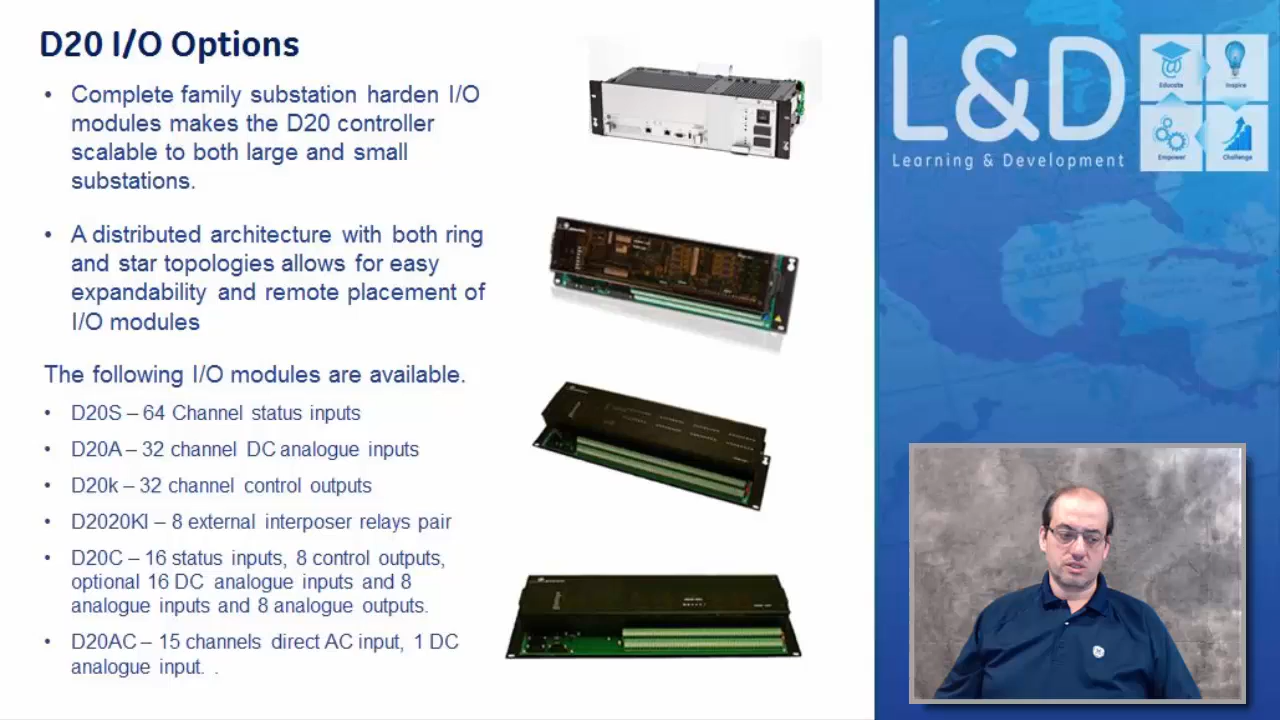 D20 I/O Options
• Complete family substation harden I/O
modules makes the D20 controller
scalable to both large and small
substations.
• A distributed architecture with both ring
and star topologies allows for easy
expandability and remote placement of
I/O modules
The following I/O modules are available.
• D20S – 64 Channel status inputs
• D20A – 32 channel DC analogue inputs
• D20k – 32 channel control outputs
• D2020KI – 8 external interposer relays pair
• D20C – 16 status inputs, 8 control outputs,
optional 16 DC analogue inputs and 8
analogue inputs and 8 analogue outputs.
• D20AC – 15 channels direct AC input, 1 DC
analogue input. .
L&D
Learning & Development
Educate
Inspire
Empower
Challenge